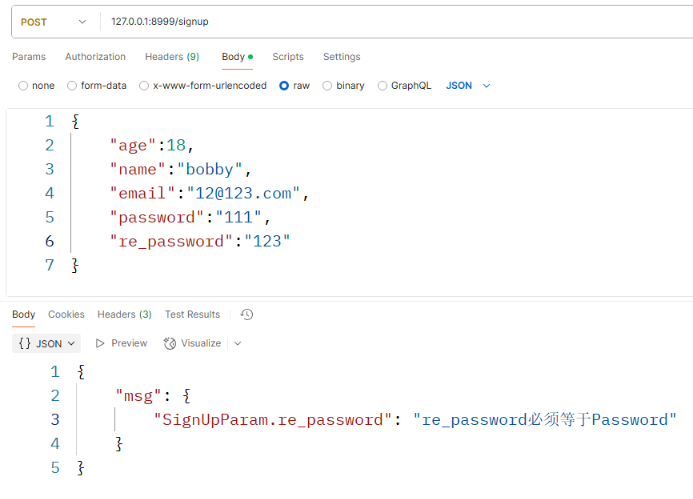 POST 127.0.0.1:8999/signup
Params Authorization Headers (9) Body Scripts Settings
none form-data x-www-form-urlencoded raw binary GraphQL JSON
1 {
2 "age":18,
3 "name":"bobby",
4 "email":"12@123.com",
5 "password":"111",
6 "re_password":"123"
7 }
Body Cookies Headers (3) Test Results
{} JSON Preview Visualize
1 {
2 "msg": {
3 "SignUpParam.re_password": "re_password必须等于Password"
4 }
5 }